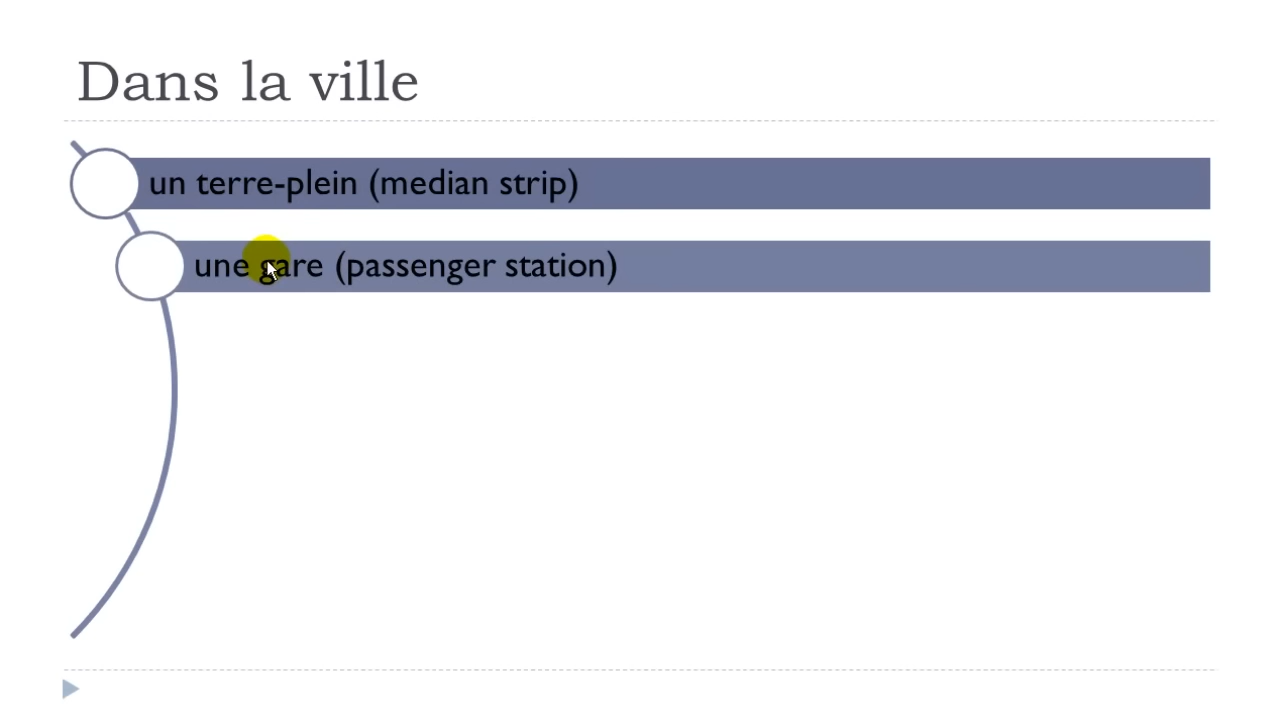 Dans la ville
un terre-plein (median strip)
une gare (passenger station)